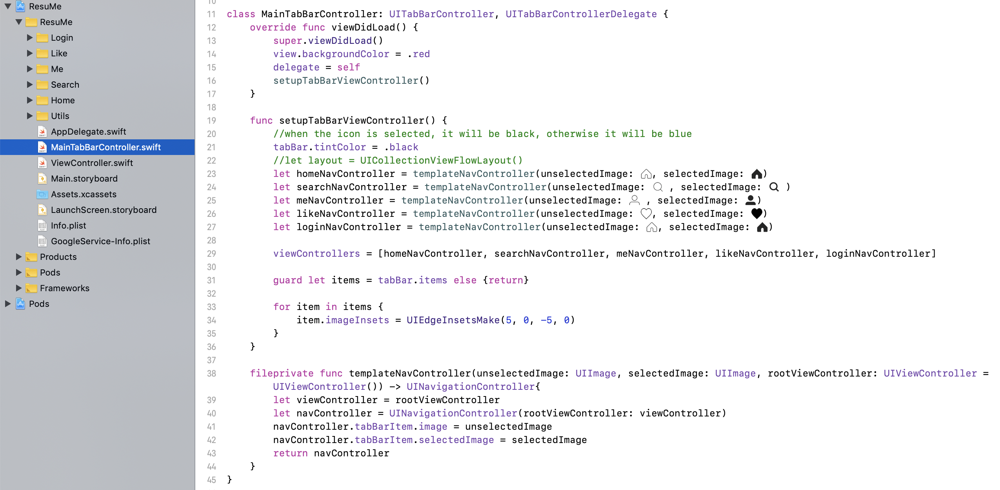 ResuMe
ResuMe
Login
Like
Me
Search
Home
Utils
AppDelegate.swift
MainTabBarController.swift
ViewController.swift
Main.storyboard
Assets.xcassets
LaunchScreen.storyboard
Info.plist
GoogleService-Info.plist
Products
Pods
Frameworks
Pods
10
11 class MainTabBarController: UITabBarController, UITabBarControllerDelegate {
12 override func viewDidLoad() {
13 super.viewDidLoad()
14 view.backgroundColor = .red
15 delegate = self
16 setupTabBarViewController()
17 }
18
19 func setupTabBarViewController() {
20 //when the icon is selected, it will be black, otherwise it will be blue
21 tabBar.tintColor = .black
22 //let layout = UICollectionViewFlowLayout()
23 let homeNavController = templateNavController(unselectedImage: , selectedImage: )
24 let searchNavController = templateNavController(unselectedImage: , selectedImage: )
25 let meNavController = templateNavController(unselectedImage: , selectedImage: )
26 let likeNavController = templateNavController(unselectedImage: , selectedImage: )
27 let loginNavController = templateNavController(unselectedImage: , selectedImage: )
28
29 viewControllers = [homeNavController, searchNavController, meNavController, likeNavController, loginNavController]
30
31 guard let items = tabBar.items else {return}
32
33 for item in items {
34 item.imageInsets = UIEdgeInsetsMake(5, 0, -5, 0)
35 }
36 }
37
38 fileprivate func templateNavController(unselectedImage: UIImage, selectedImage: UIImage, rootViewController: UIViewController =
UIViewController()) -> UINavigationController{
39 let viewController = rootViewController
40 let navController = UINavigationController(rootViewController: viewController)
41 navController.tabBarItem.image = unselectedImage
42 navController.tabBarItem.selectedImage = selectedImage
43 return navController
44 }
45 }